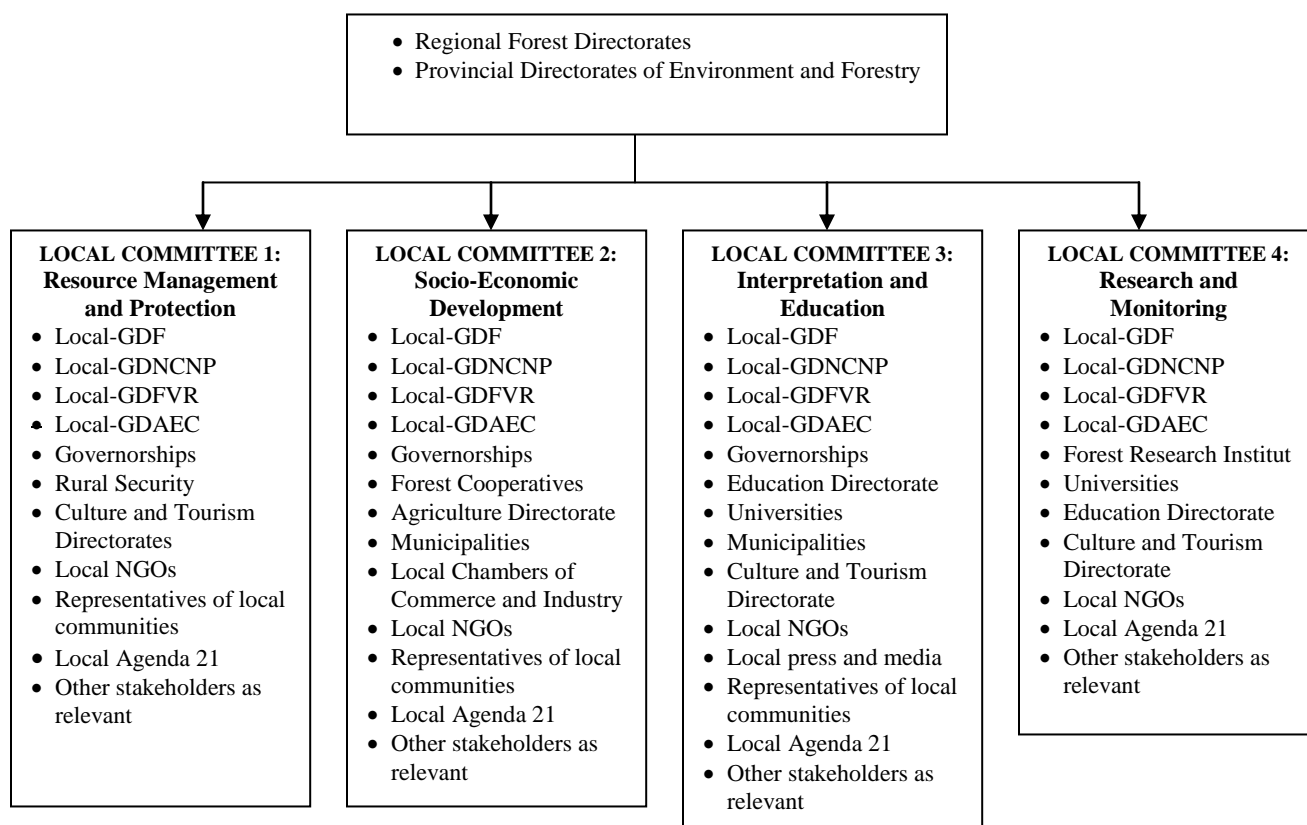 • Regional Forest Directorates
• Provincial Directorates of Environment and Forestry
LOCAL COMMITTEE 1:
Resource Management
and Protection
• Local-GDF
• Local-GDNCNP
• Local-GDFVR
• Local-GDAEC
• Governorships
• Rural Security
• Culture and Tourism
Directorates
• Local NGOs
• Representatives of local
communities
• Local Agenda 21
• Other stakeholders as
relevant
LOCAL COMMITTEE 2:
Socio-Economic
Development
• Local-GDF
• Local-GDNCNP
• Local-GDFVR
• Local-GDAEC
• Governorships
• Forest Cooperatives
• Agriculture Directorate
• Municipalities
• Local Chambers of
Commerce and Industry
• Local NGOs
• Representatives of local
communities
• Local Agenda 21
• Other stakeholders as
relevant
LOCAL COMMITTEE 3:
Interpretation and
Education
• Local-GDF
• Local-GDNCNP
• Local-GDFVR
• Local-GDAEC
• Governorships
• Education Directorate
• Universities
• Municipalities
• Culture and Tourism
Directorate
• Local NGOs
• Local press and media
• Representatives of local
communities
• Local Agenda 21
• Other stakeholders as
relevant
LOCAL COMMITTEE 4:
Research and
Monitoring
• Local-GDF
• Local-GDNCNP
• Local-GDFVR
• Local-GDAEC
• Forest Research Institut
• Universities
• Education Directorate
• Culture and Tourism
Directorate
• Local NGOs
• Local Agenda 21
• Other stakeholders as
relevant